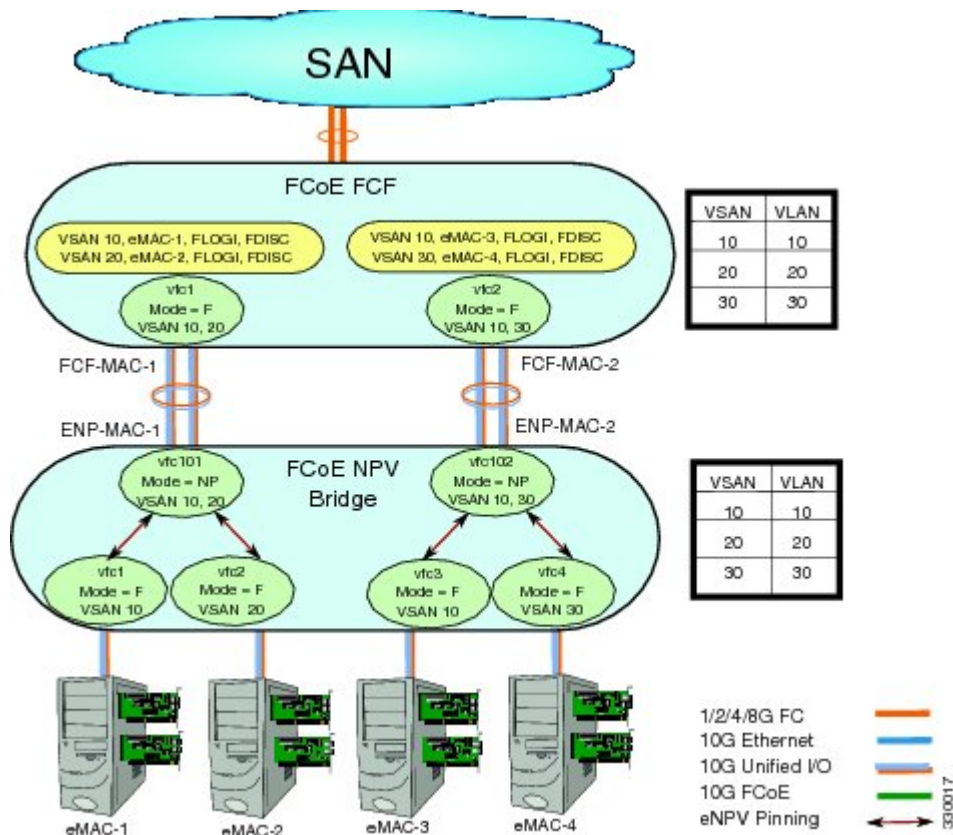 SAN
FCoE FCF
VSAN 10, eMAC-1, FLOGI, FDISC
VSAN 20, eMAC-2, FLOGI, FDISC
VSAN 10, eMAC-3, FLOGI, FDISC
VSAN 30, eMAC-4, FLOGI, FDISC
vfc1
Mode = F
VSAN 10, 20
vfc2
Mode = F
VSAN 10, 30
VSAN VLAN
10 10
20 20
30 30
FCF-MAC-1
FCF-MAC-2
ENP-MAC-1
ENP-MAC-2
FCoE NPV
Bridge
vfc101
Mode = NP
VSAN 10, 20
vfc102
Mode = NP
VSAN 10, 30
vfc1
Mode = F
VSAN 10
vfc2
Mode = F
VSAN 20
vfc3
Mode = F
VSAN 10
vfc4
Mode = F
VSAN 30
VSAN VLAN
10 10
20 20
30 30
eMAC-1
eMAC-2
eMAC-3
eMAC-4
1/2/4/8G FC
10G Ethernet
10G Unified I/O
10G FCoE
eNPV Pinning
330017